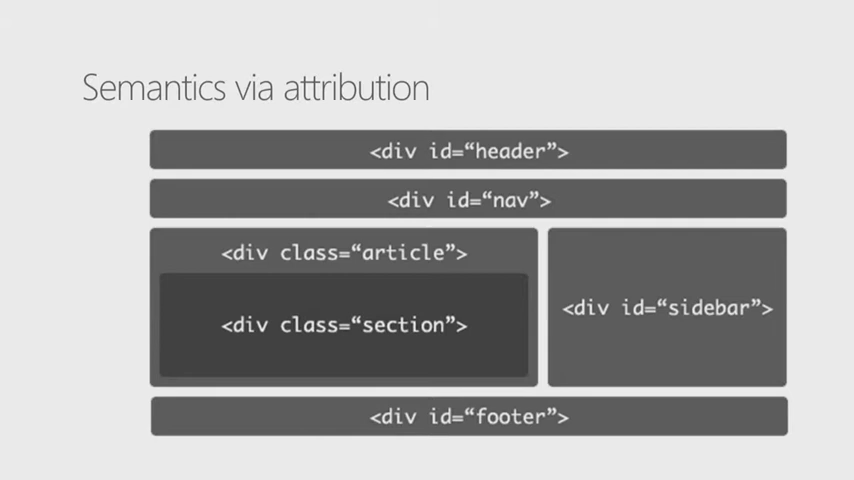 Semantics via attribution
<div id=“header”>
<div id=“nav”>
<div class=“article”>
<div class=“section”>
<div id=“sidebar”>
<div id=“footer”>